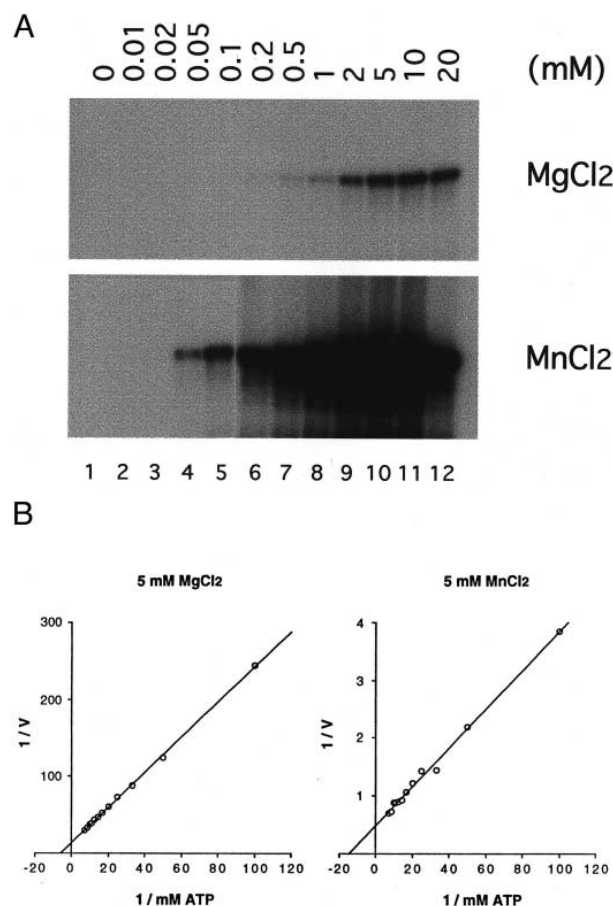 A
0 0.01 0.02 0.05 0.1 0.2 0.5 1 2 5 10 20 (mM)
MgCl2
MnCl2
1 2 3 4 5 6 7 8 9 10 11 12
B
5 mM MgCl2
300
200
100
1 / V
-20 0 20 40 60 80 100 120
1 / mM ATP
5 mM MnCl2
4
3
2
1
1 / V
-20 0 20 40 60 80 100 120
1 / mM ATP